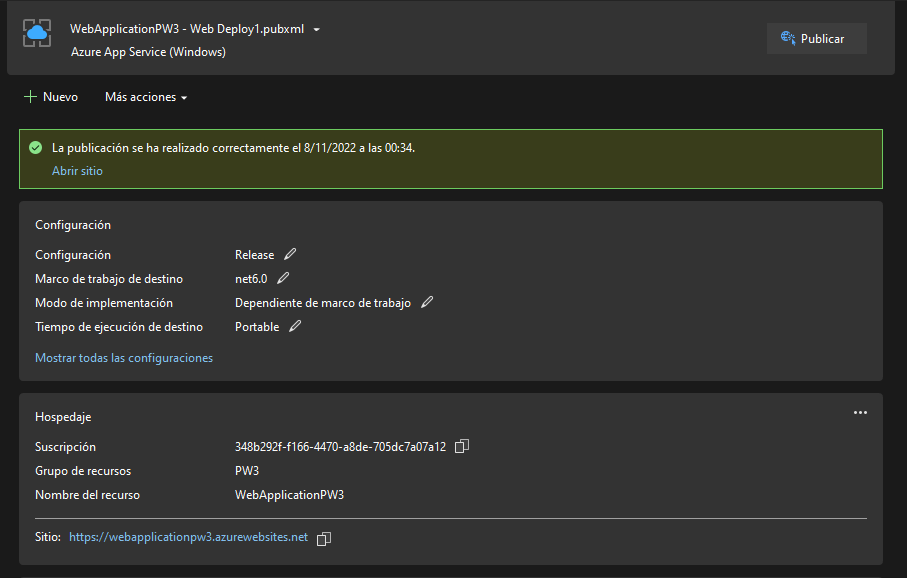 WebApplicationPW3 - Web Deploy1.pubxml
Azure App Service (Windows)
Publicar
Nuevo
Más acciones
La publicación se ha realizado correctamente el 8/11/2022 a las 00:34.
Abrir sitio
Configuración
Configuración Release
Marco de trabajo de destino net6.0
Modo de implementación Dependiente de marco de trabajo
Tiempo de ejecución de destino Portable
Mostrar todas las configuraciones
Hospedaje
Suscripción 348b292f-f166-4470-a8de-705dc7a07a12
Grupo de recursos PW3
Nombre del recurso WebApplicationPW3
Sitio: https://webapplicationpw3.azurewebsites.net